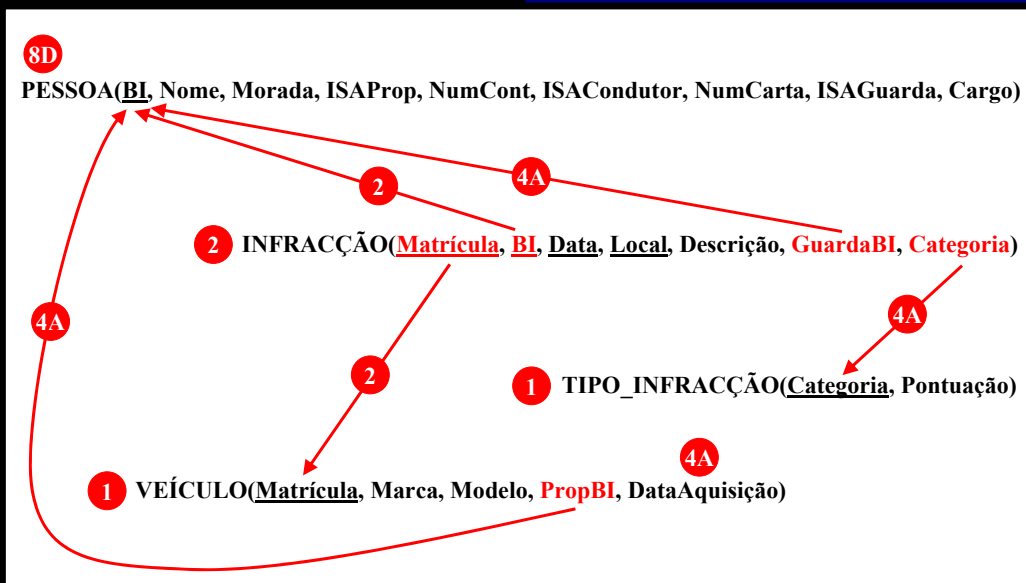 8D
PESSOA(BI, Nome, Morada, ISAProp, NumCont, ISACondutor, NumCarta, ISAGuarda, Cargo)
2
4A
2 INFRACÇÃO(Matrícula, BI, Data, Local, Descrição, GuardaBI, Categoria)
4A
4A
2
1 TIPO_INFRACÇÃO(Categoria, Pontuação)
4A
1 VEÍCULO(Matrícula, Marca, Modelo, PropBI, DataAquisição)